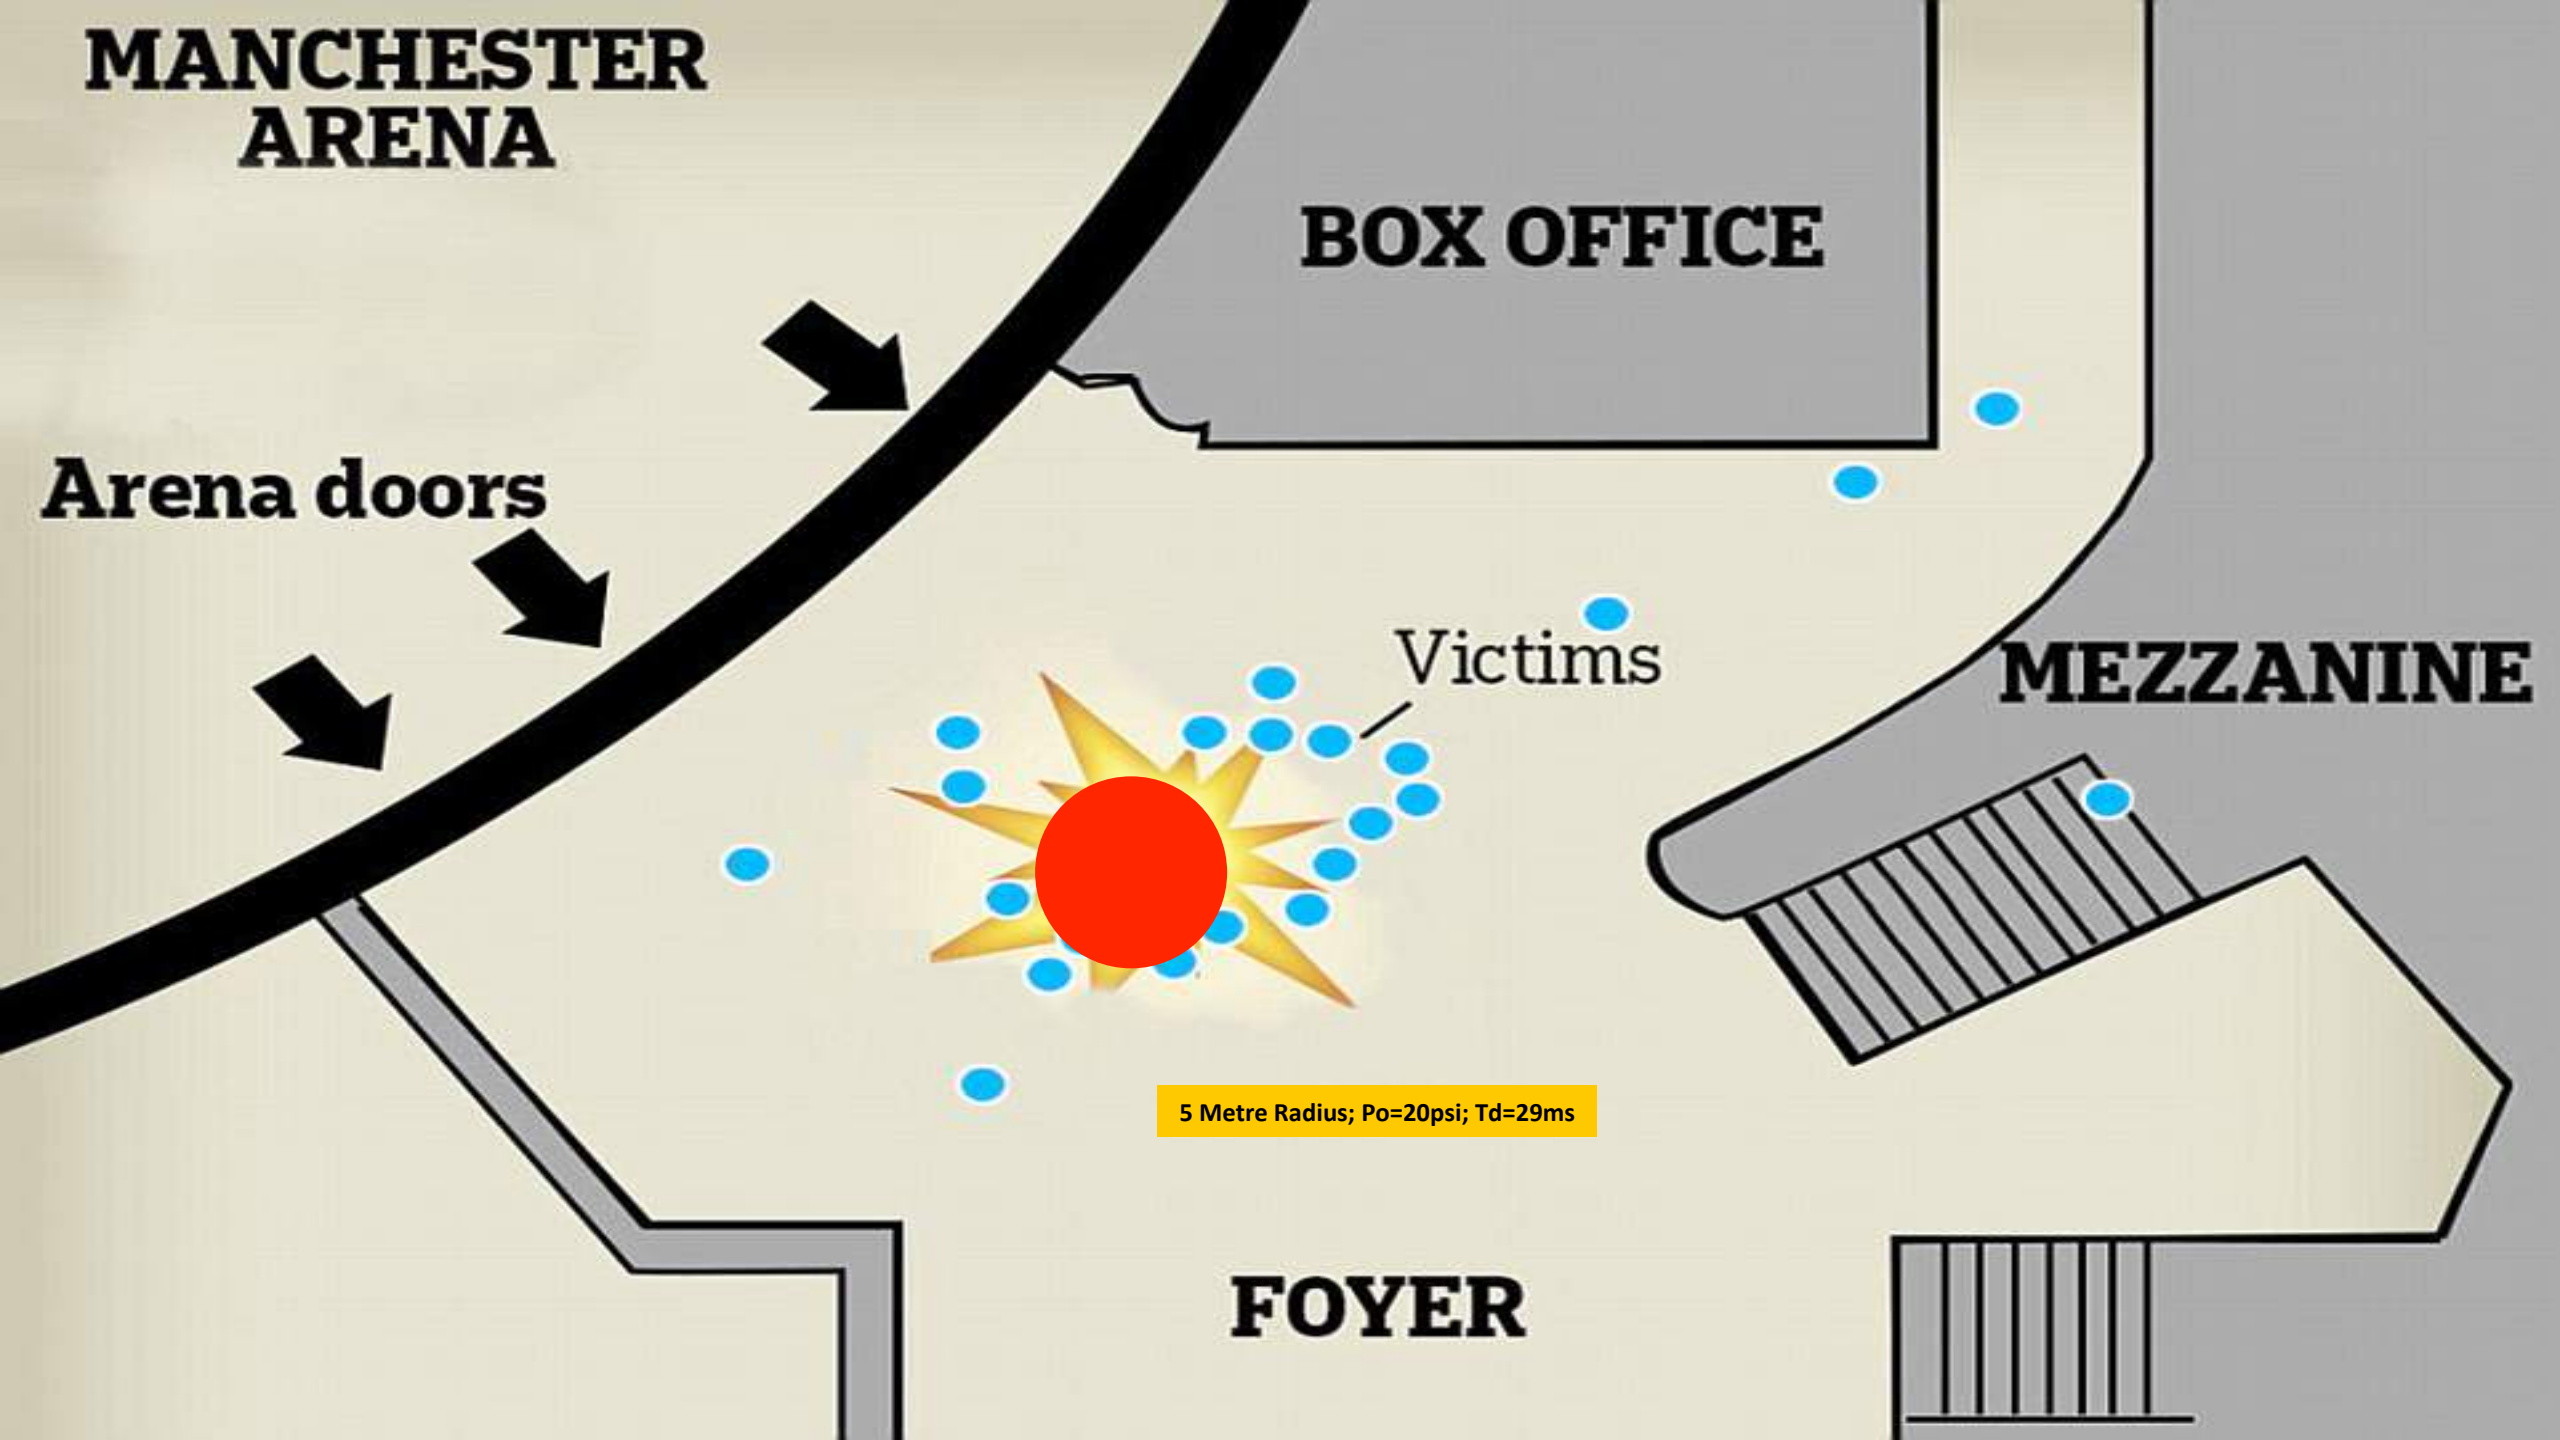 MANCHESTER
ARENA
BOX OFFICE
Arena doors
Victims
MEZZANINE
5 Metre Radius; Po=20psi; Td=29ms
FOYER